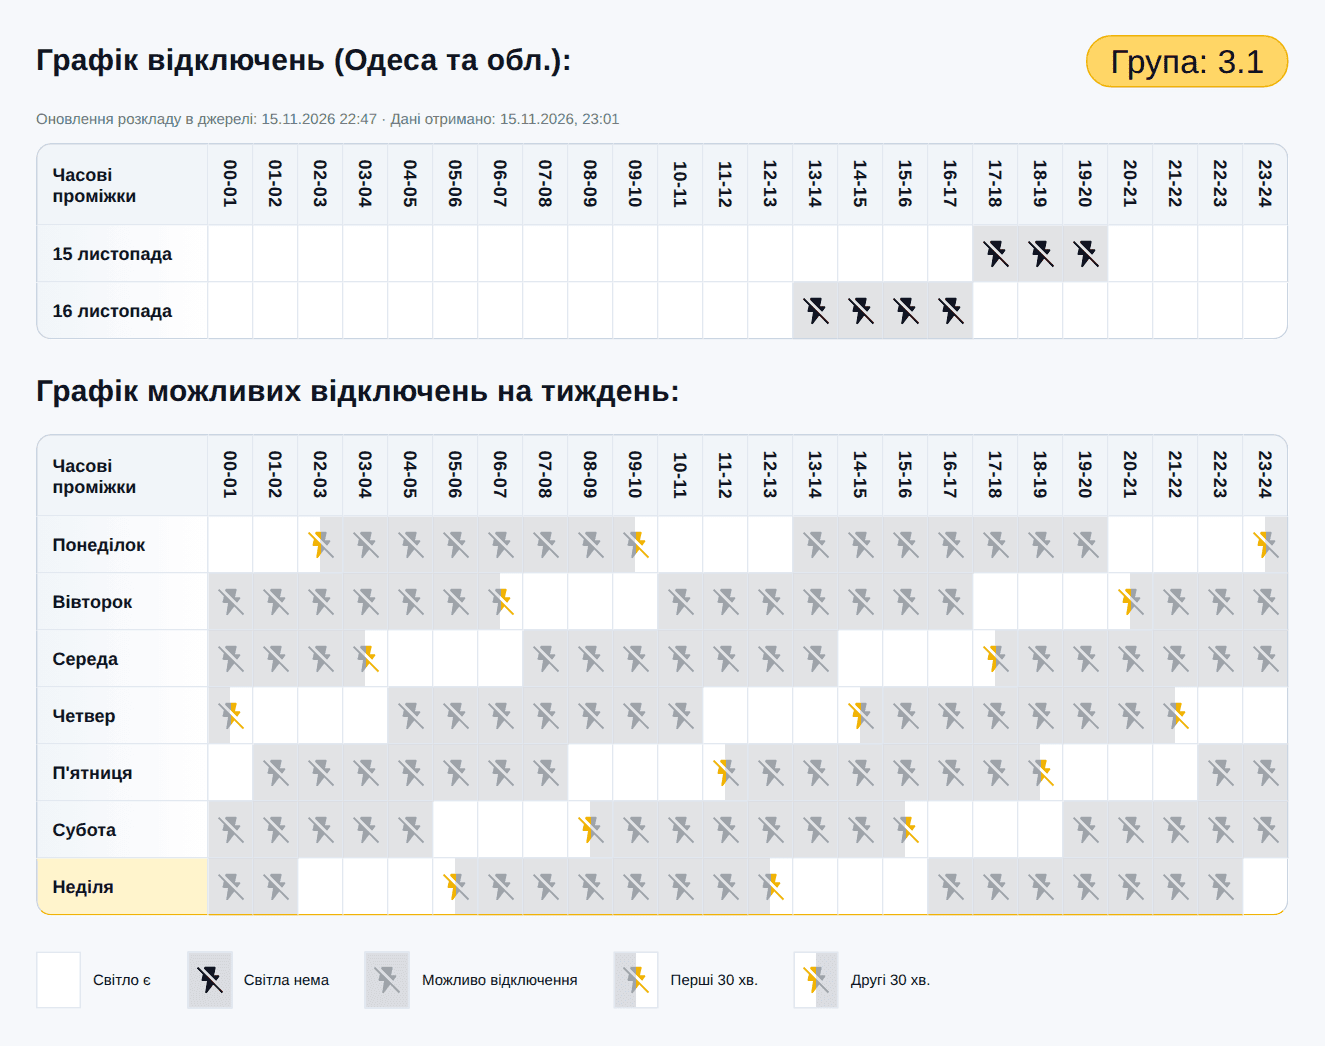 Графік відключень (Одеса та обл.):
Група: 3.1
Оновлення розкладу в джерелі: 15.11.2026 22:47 · Дані отримано: 15.11.2026, 23:01
Часові
проміжки
00-01 01-02 02-03 03-04 04-05 05-06 06-07 07-08 08-09 09-10 10-11 11-12 12-13 13-14 14-15 15-16 16-17 17-18 18-19 19-20 20-21 21-22 22-23 23-24
15 листопада
16 листопада
Графік можливих відключень на тиждень:
Часові
проміжки
00-01 01-02 02-03 03-04 04-05 05-06 06-07 07-08 08-09 09-10 10-11 11-12 12-13 13-14 14-15 15-16 16-17 17-18 18-19 19-20 20-21 21-22 22-23 23-24
Понеділок
Вівторок
Середа
Четвер
П'ятниця
Субота
Неділя
Світло є
Світла нема
Можливо відключення
Перші 30 хв.
Другі 30 хв.